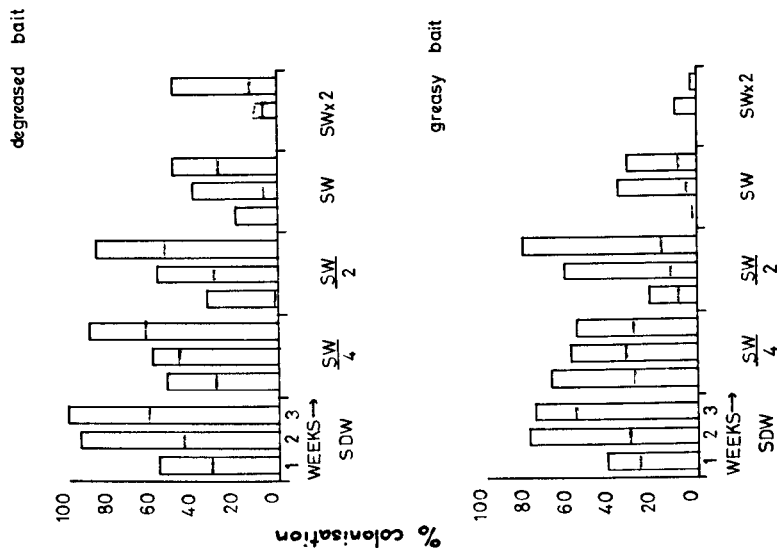 degreased bait
100
80
60
40
20
0
1 2 3
WEEKS→
SDW
SW
4
SW
2
SW
SWx2
greasy bait
100
80
60
40
20
0
1 2 3
WEEKS→
SDW
SW
4
SW
2
SW
SWx2
% colonisation